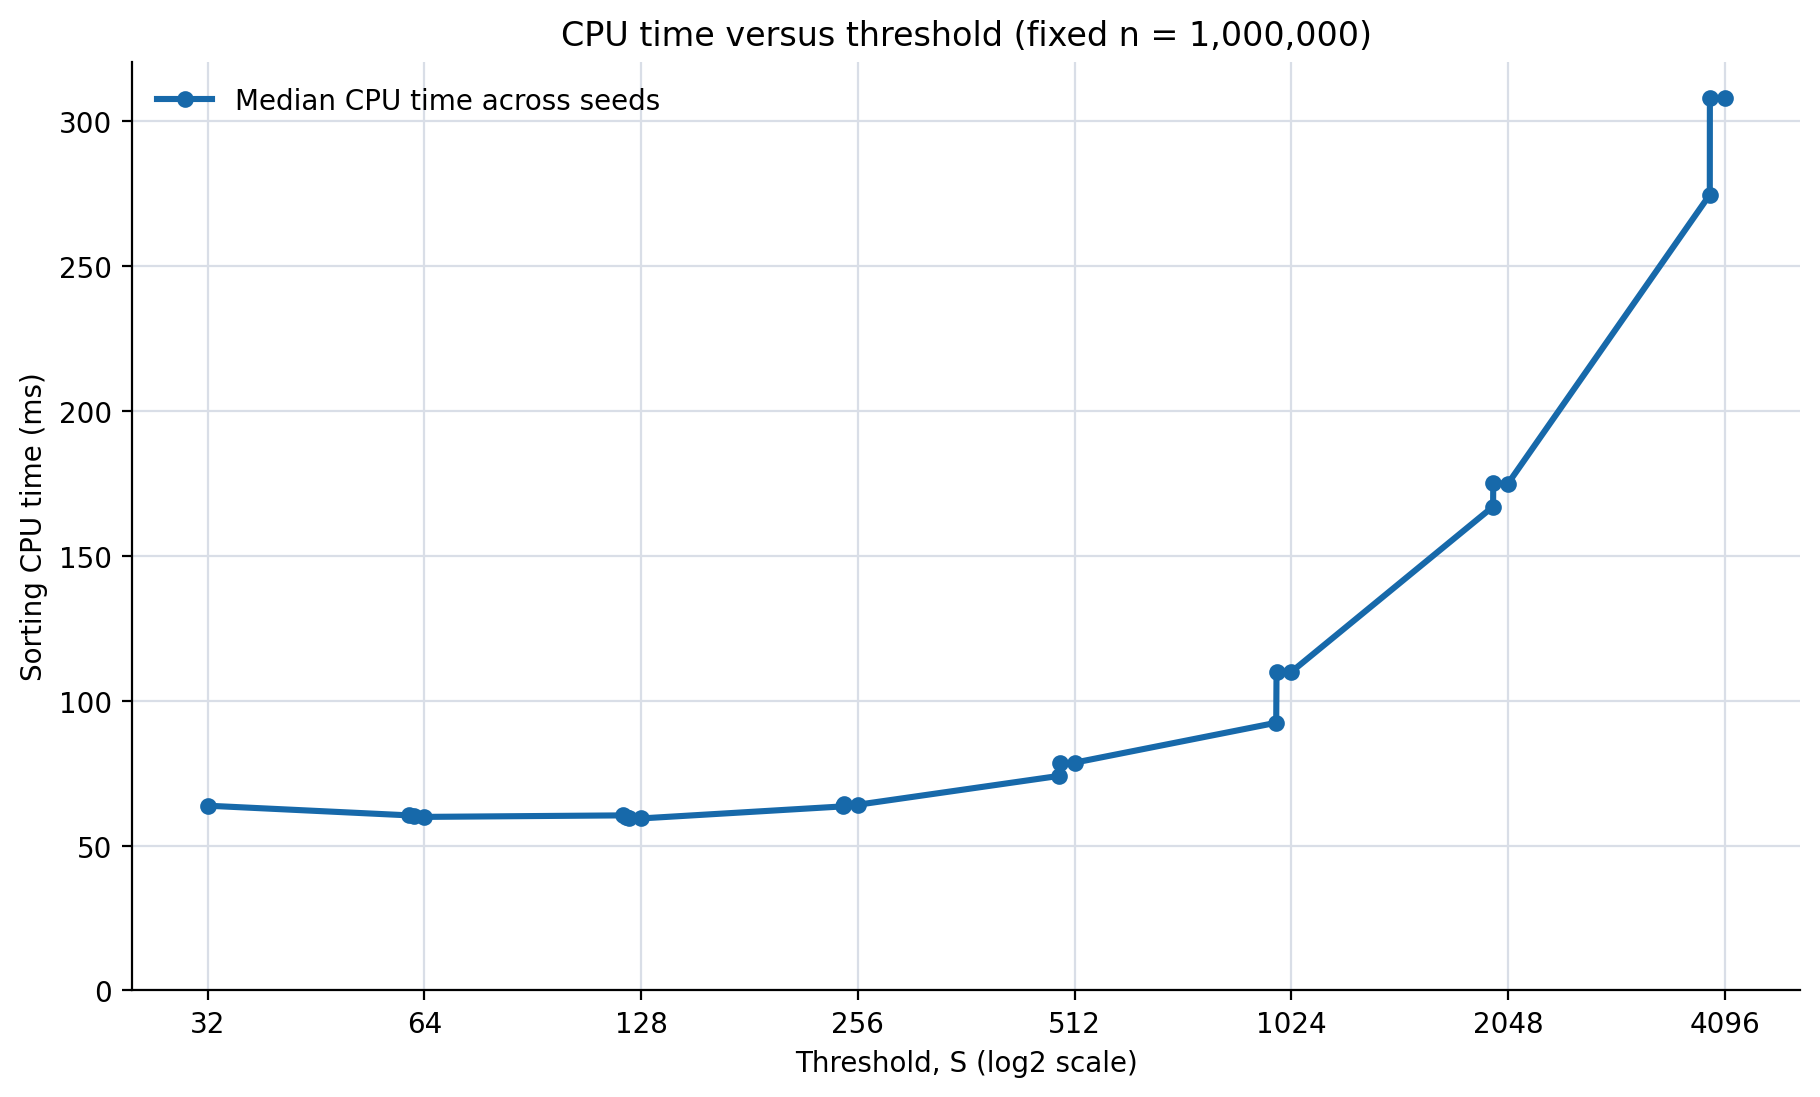 CPU time versus threshold (fixed n = 1,000,000)
Median CPU time across seeds
Sorting CPU time (ms)
300
250
200
150
100
50
0
32 64 128 256 512 1024 2048 4096
Threshold, S (log2 scale)